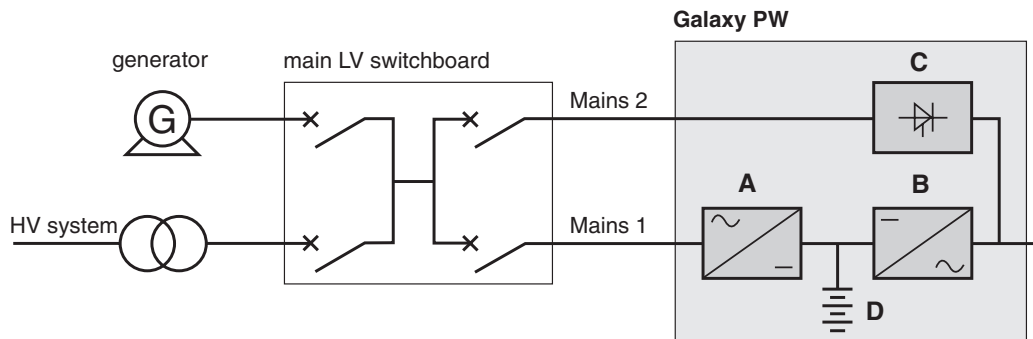 Galaxy PW
generator
main LV switchboard
C
Mains 2
G
A
B
HV system
Mains 1
D